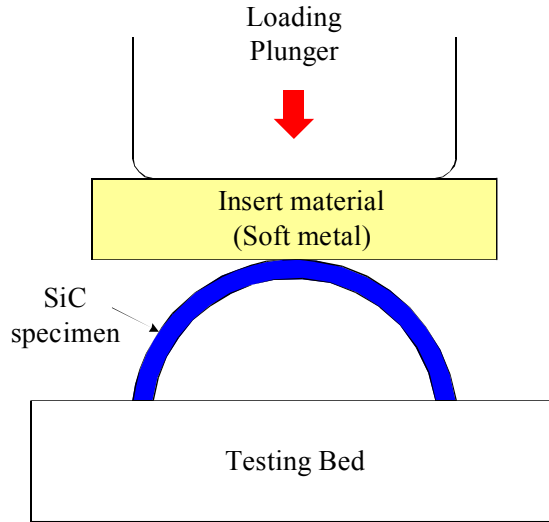 Loading
Plunger
Insert material
(Soft metal)
SiC
specimen
Testing Bed